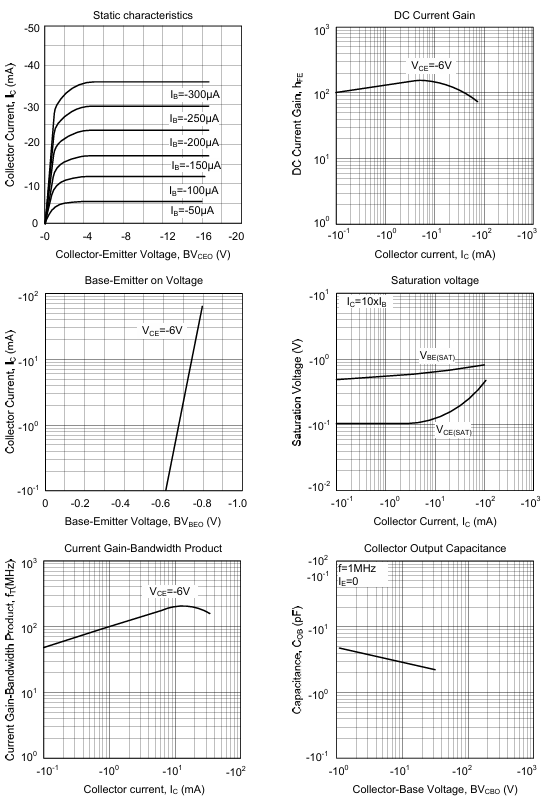 Static characteristics
-50
-40
-30
-20
-10
0
-0
-4
-8
-12
-16
-20
Collector Current, IC (mA)
IB=-300μA
IB=-250μA
IB=-200μA
IB=-150μA
IB=-100μA
IB=-50μA
Collector-Emitter Voltage, BVCEO (V)
DC Current Gain
10³
10²
10¹
10⁰
-10⁻¹
-10⁰
-10¹
-10²
-10³
DC Current Gain, hFE
VCE=-6V
Collector current, IC (mA)
Base-Emitter on Voltage
-10²
-10¹
-10⁰
-10⁻¹
0
-0.2
-0.4
-0.6
-0.8
-1.0
Collector Current, IC (mA)
VCE=-6V
Base-Emitter Voltage, BVBEO (V)
Saturation voltage
-10¹
-10⁰
-10⁻¹
-10⁻²
-10⁻¹
-10⁰
-10¹
-10²
-10³
Saturation Voltage (V)
IC=10xIB
VBE(SAT)
VCE(SAT)
Collector Current, IC (mA)
Current Gain-Bandwidth Product
10³
10²
10¹
10⁰
-10⁻¹
-10⁰
-10¹
-10²
Current Gain-Bandwidth Product, fT(MHz)
VCE=-6V
Collector current, IC (mA)
Collector Output Capacitance
-10²
-10⁻¹
-10¹
-10⁰
-10⁻¹
-10⁰
-10¹
-10²
-10³
Capacitance, COB (pF)
f=1MHz
IE=0
Collector-Base Voltage, BVCBO (V)